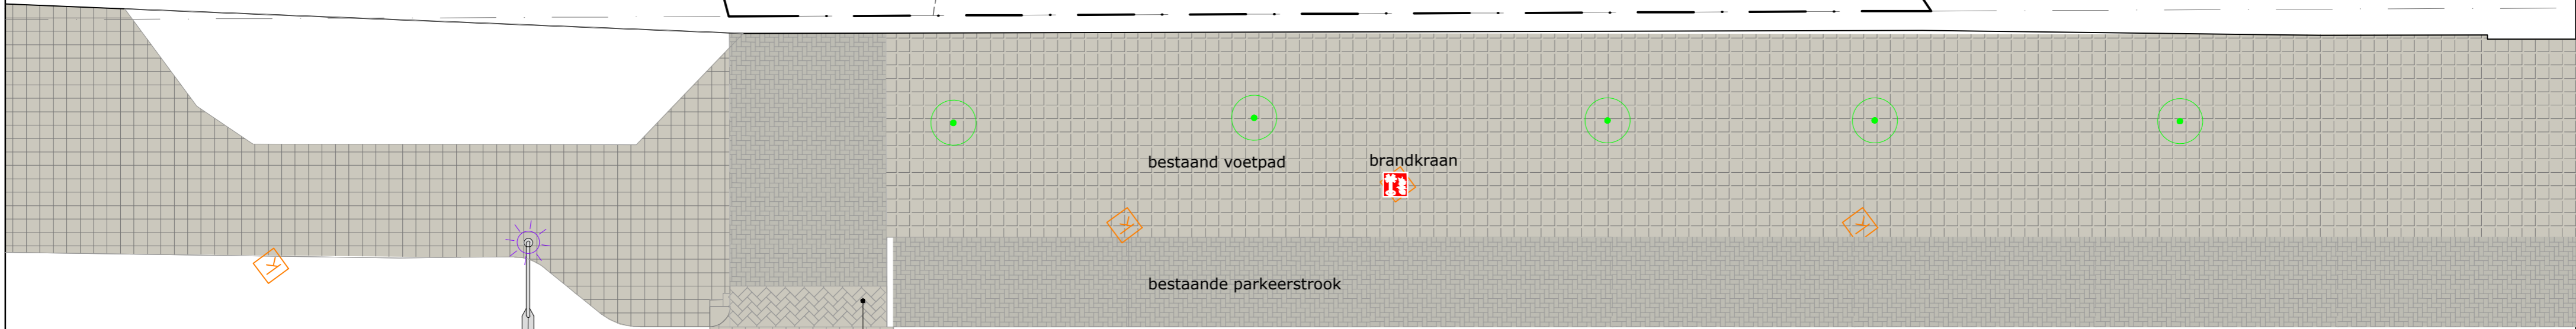 brandkraan
bestaand voetpad
K
K
K
bestaande parkeerstrook